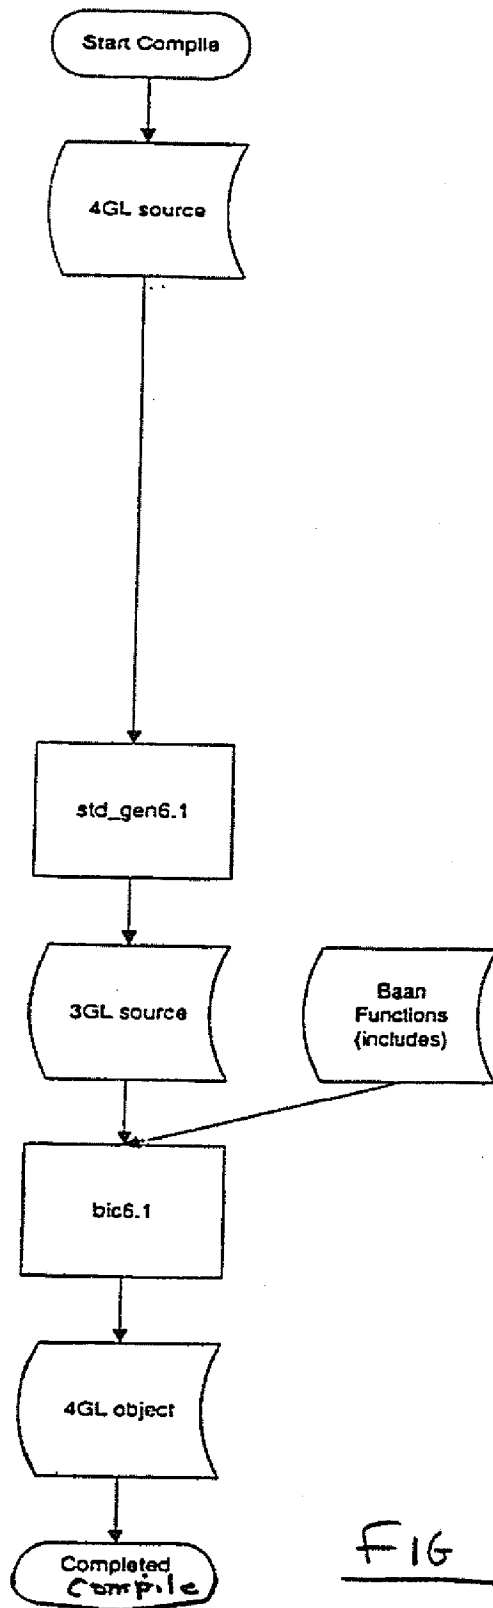 Start Compile
4GL source
std_gen6.1
3GL source
Baan
Functions
(includes)
bic6.1
4GL object
Completed
compile
FIG